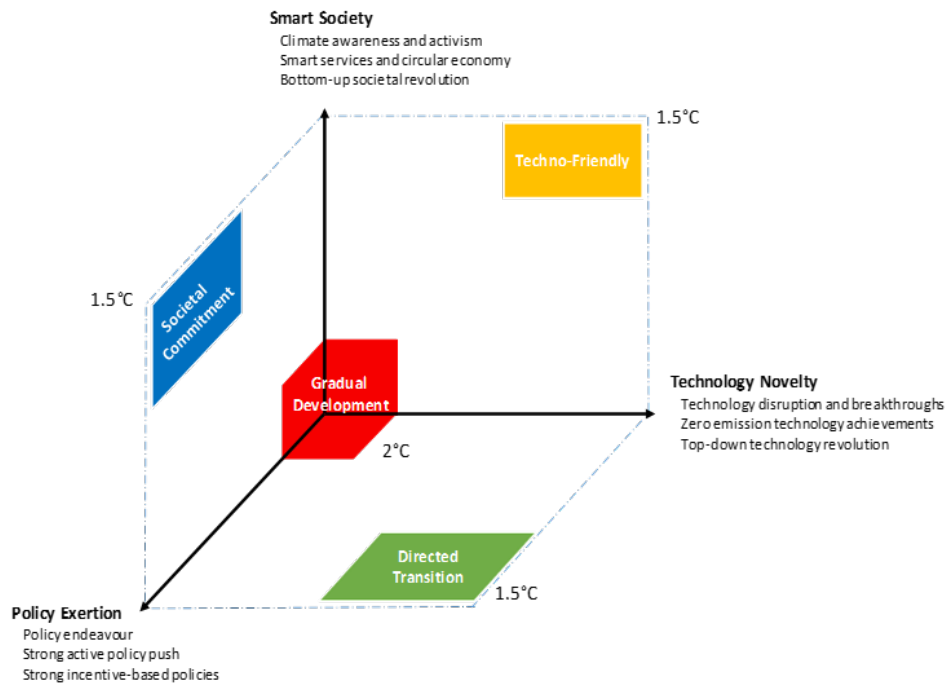 Smart Society
Climate awareness and activism
Smart services and circular economy
Bottom-up societal revolution
1.5°C
Techno-Friendly
1.5°C
Societal
Commitment
Gradual
Development
2°C
Technology Novelty
Technology disruption and breakthroughs
Zero emission technology achievements
Top-down technology revolution
Directed
Transition
1.5°C
Policy Exertion
Policy endeavour
Strong active policy push
Strong incentive-based policies